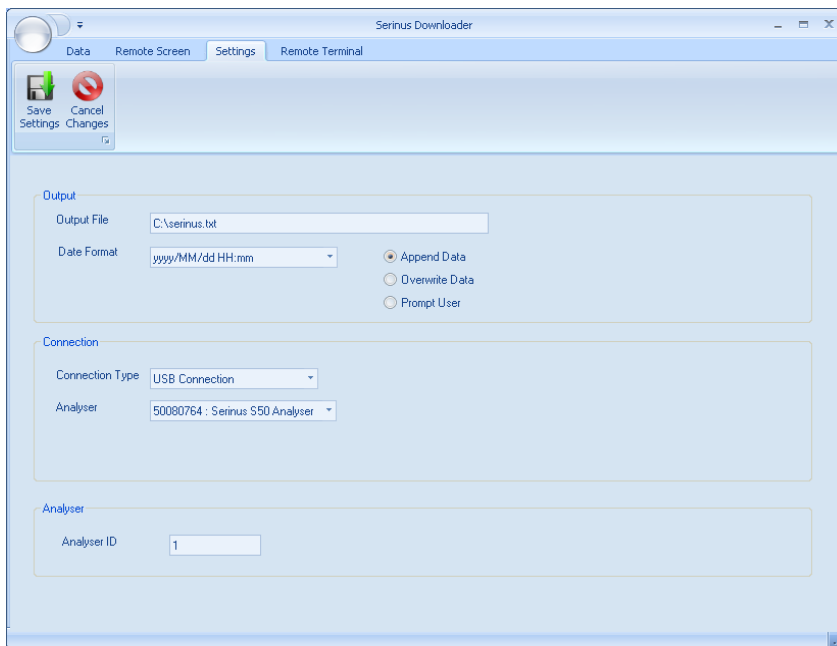 Serinus Downloader
Data Remote Screen Settings Remote Terminal
Save Settings
Cancel Changes
Output
Output File C:\serinus.txt
Date Format yyyy/MM/dd HH:mm
Append Data
Overwrite Data
Prompt User
Connection
Connection Type USB Connection
Analyser 50080764 : Serinus S50 Analyser
Analyser
Analyser ID 1